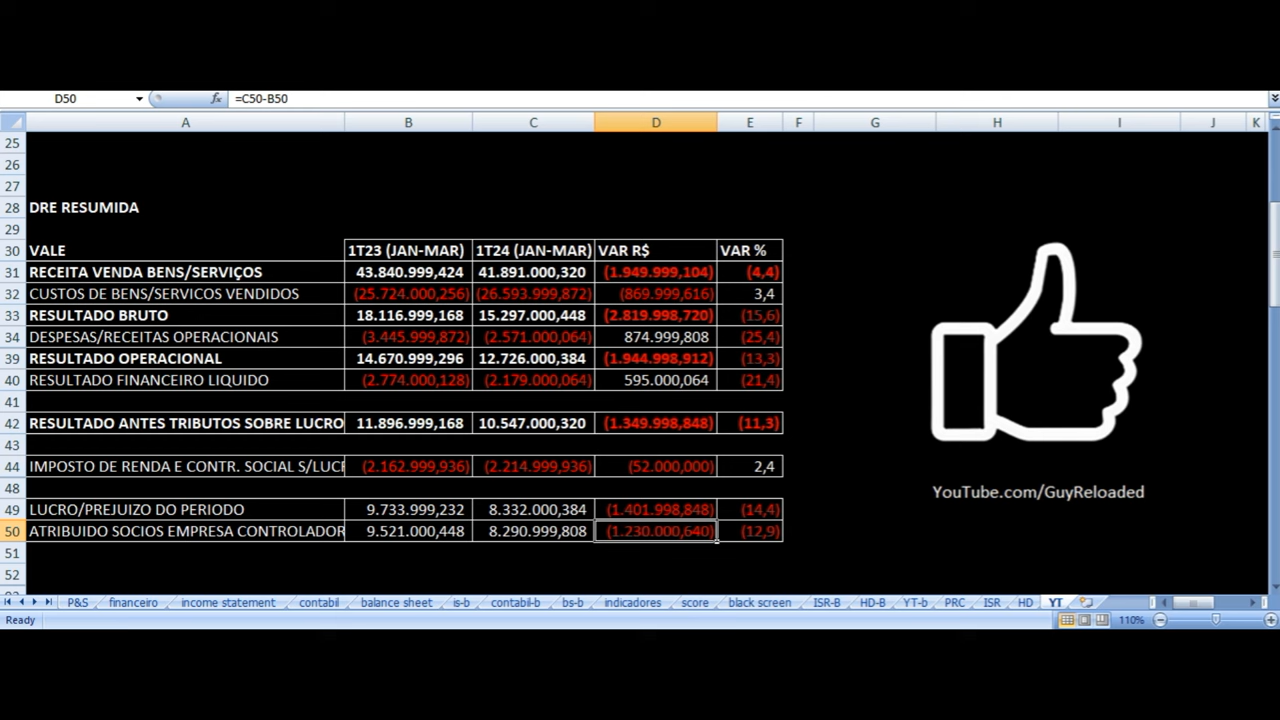 D50 fx =C50-B50
A B C D E F G H I J K
25
26
27
28 DRE RESUMIDA
29
30 VALE 1T23 (JAN-MAR) 1T24 (JAN-MAR) VAR R$ VAR %
31 RECEITA VENDA BENS/SERVIÇOS 43.840.999,424 41.891.000,320 (1.949.999,104) (4,4)
32 CUSTOS DE BENS/SERVICOS VENDIDOS (25.724.000,256) (26.593.999,872) (869.999,616) 3,4
33 RESULTADO BRUTO 18.116.999,168 15.297.000,448 (2.819.998,720) (15,6)
34 DESPESAS/RECEITAS OPERACIONAIS (3.445.999,872) (2.571.000,064) 874.999,808 (25,4)
39 RESULTADO OPERACIONAL 14.670.999,296 12.726.000,384 (1.944.998,912) (13,3)
40 RESULTADO FINANCEIRO LIQUIDO (2.774.000,128) (2.179.000,064) 595.000,064 (21,4)
41
42 RESULTADO ANTES TRIBUTOS SOBRE LUCRO 11.896.999,168 10.547.000,320 (1.349.998,848) (11,3)
43
44 IMPOSTO DE RENDA E CONTR. SOCIAL S/LUCR (2.162.999,936) (2.214.999,936) (52.000,000) 2,4
48
49 LUCRO/PREJUIZO DO PERIODO 9.733.999,232 8.332.000,384 (1.401.998,848) (14,4)
50 ATRIBUIDO SOCIOS EMPRESA CONTROLADOR 9.521.000,448 8.290.999,808 (1.230.000,640) (12,9)
51
52
YouTube.com/GuyReloaded
P&S financeiro income statement contabil balance sheet is-b contabil-b bs-b indicadores score black screen ISR-B HD-B YT-b PRC ISR HD YT
Ready 110%